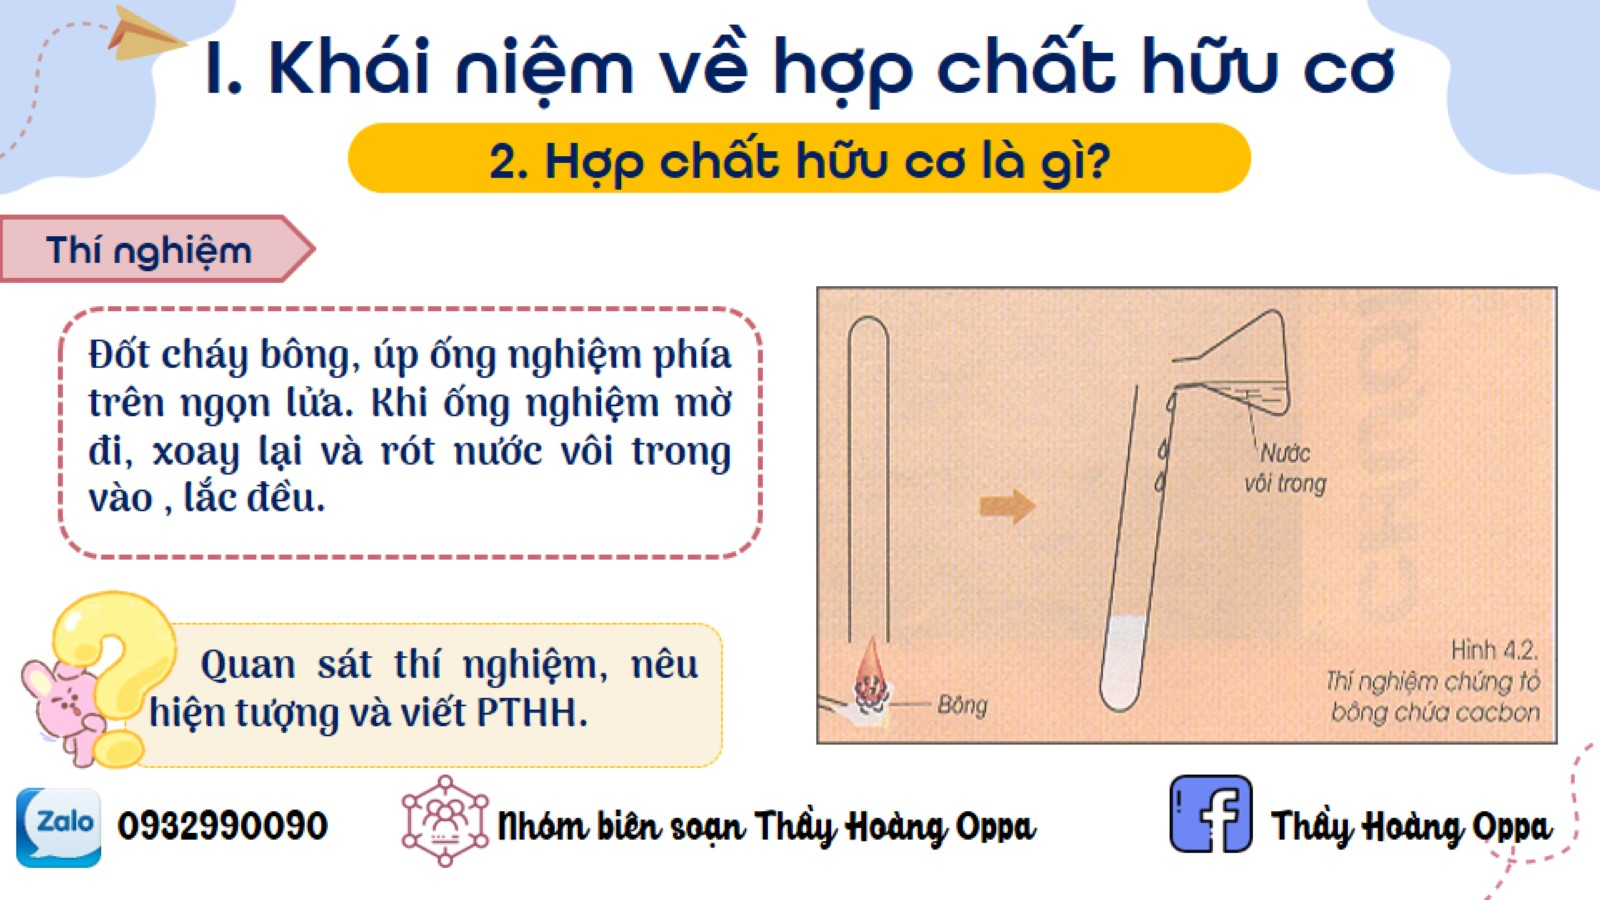 I. Khái niệm về hợp chất hữu cơ
2. Hợp chất hữu cơ là gì?
Thí nghiệm
Đốt cháy bông, úp ống nghiệm phía
trên ngọn lửa. Khi ống nghiệm mờ
đi, xoay lại và rót nước vôi trong
vào , lắc đều.
Nước
vôi trong
Bông
Hình 4.2.
Thí nghiệm chứng tỏ
bông chứa cacbon
Quan sát thí nghiệm, nêu
hiện tượng và viết PTHH.
Zalo
0932990090
Nhóm biên soạn Thầy Hoàng Oppa
Thầy Hoàng Oppa